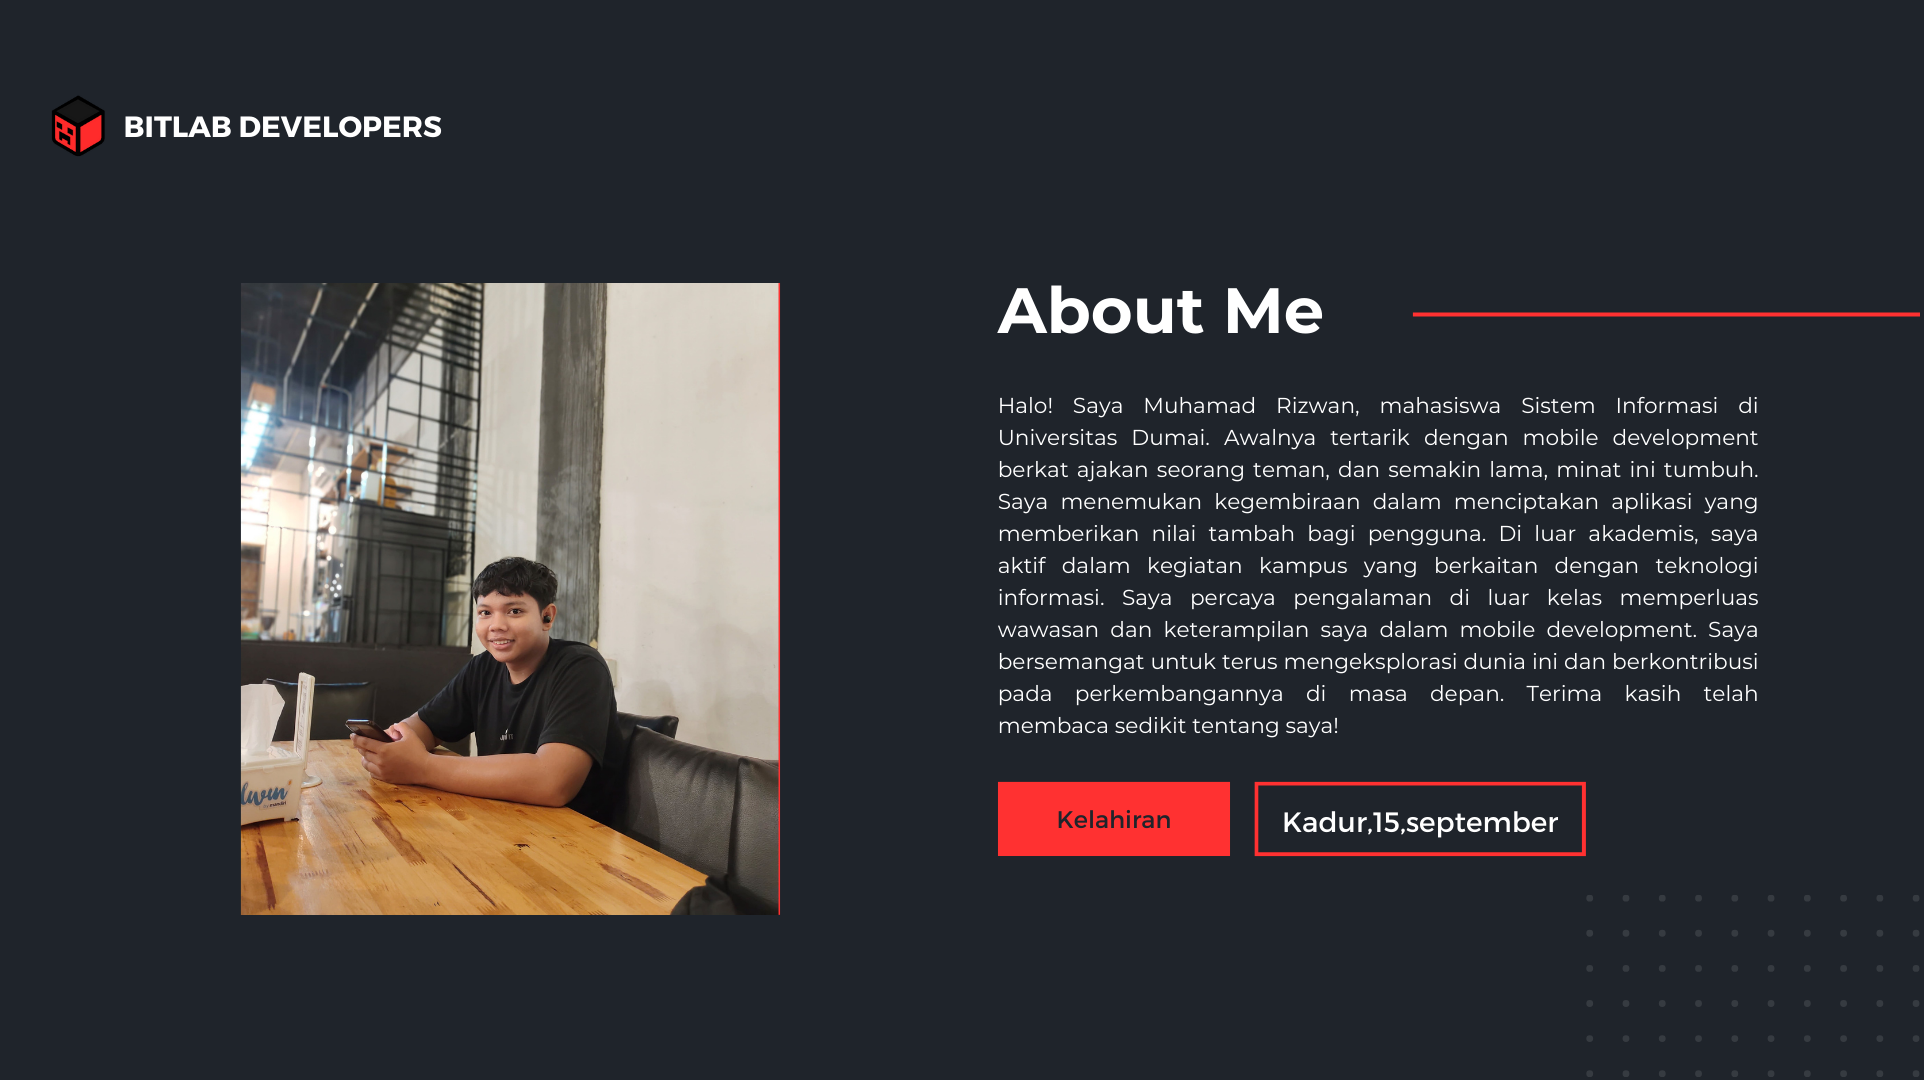 BITLAB DEVELOPERS
About Me
Halo! Saya Muhamad Rizwan, mahasiswa Sistem Informasi di
Universitas Dumai. Awalnya tertarik dengan mobile development
berkat ajakan seorang teman, dan semakin lama, minat ini tumbuh.
Saya menemukan kegembiraan dalam menciptakan aplikasi yang
memberikan nilai tambah bagi pengguna. Di luar akademis, saya
aktif dalam kegiatan kampus yang berkaitan dengan teknologi
informasi. Saya percaya pengalaman di luar kelas memperluas
wawasan dan keterampilan saya dalam mobile development. Saya
bersemangat untuk terus mengeksplorasi dunia ini dan berkontribusi
pada perkembangannya di masa depan. Terima kasih telah
membaca sedikit tentang saya!
Kelahiran
Kadur,15,september